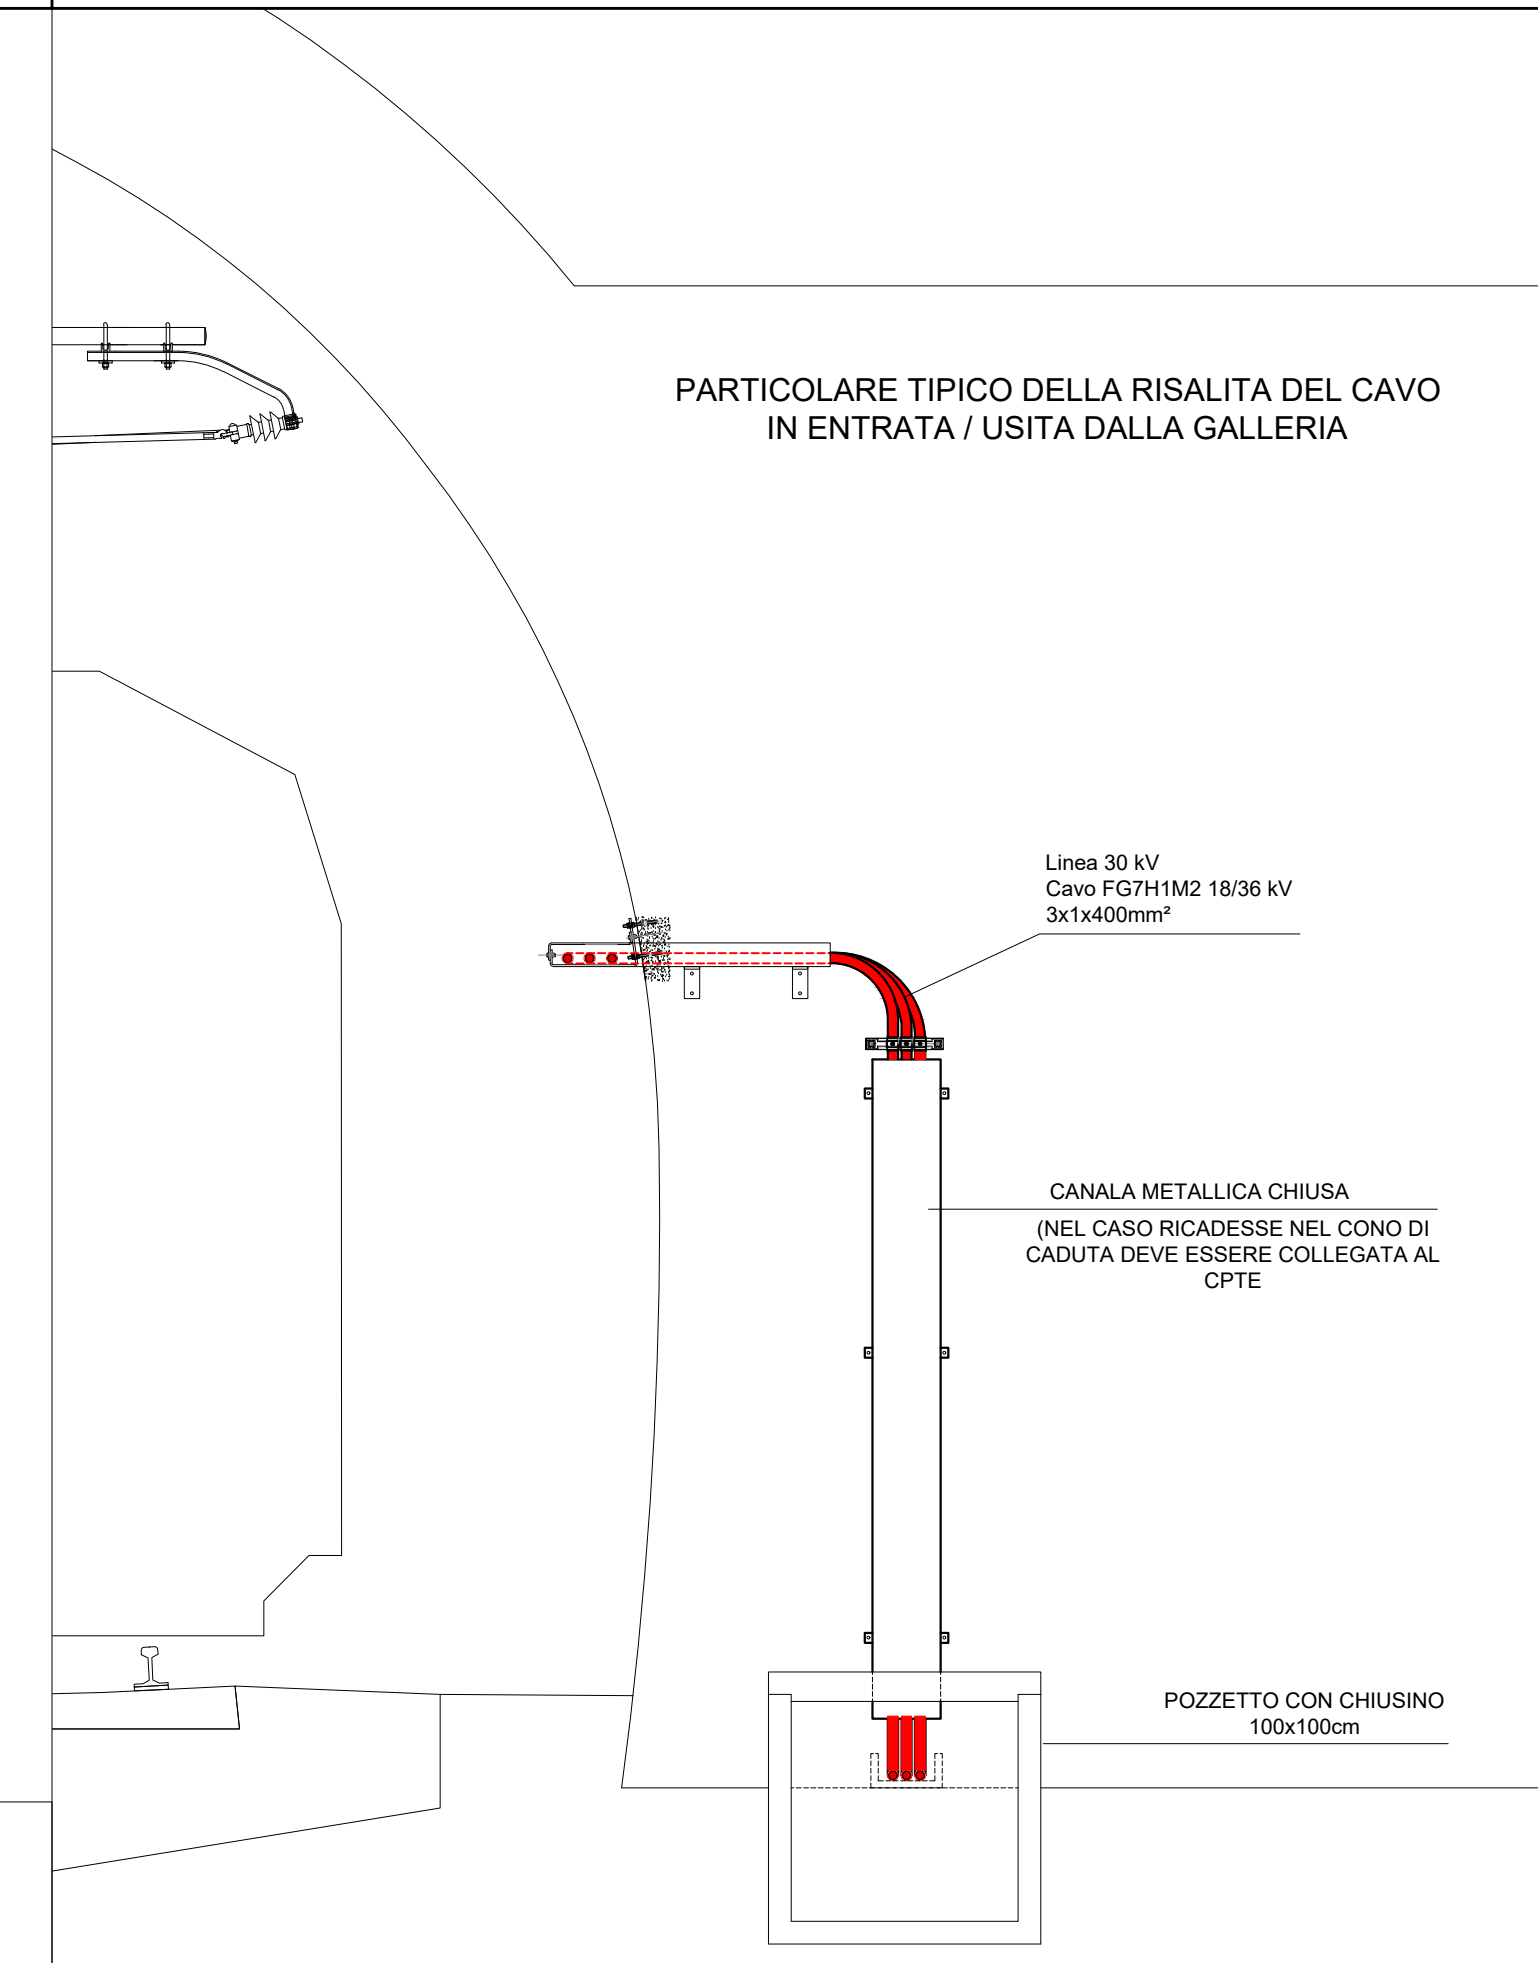 PARTICOLARE TIPICO DELLA RISALITA DEL CAVO
IN ENTRATA / USITA DALLA GALLERIA
Linea 30 kV
Cavo FG7H1M2 18/36 kV
3x1x400mm²
CANALA METALLICA CHIUSA
(NEL CASO RICADESSE NEL CONO DI
CADUTA DEVE ESSERE COLLEGATA AL
CPTE
POZZETTO CON CHIUSINO
100x100cm